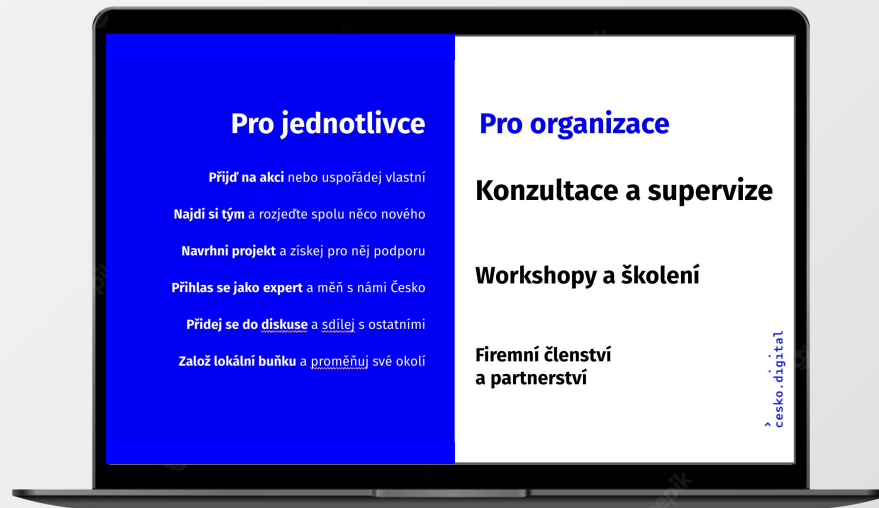 Pro jednotlivce
Přijď na akci nebo uspořádej vlastní
Najdi si tým a rozjeďte spolu něco nového
Navrhni projekt a získej pro něj podporu
Přihlas se jako expert a měň s námi Česko
Přidej se do diskuse a sdílej s ostatními
Založ lokální buňku a proměňuj své okolí
Pro organizace
Konzultace a supervize
Workshopy a školení
Firemní členství
a partnerství
cesko.digital